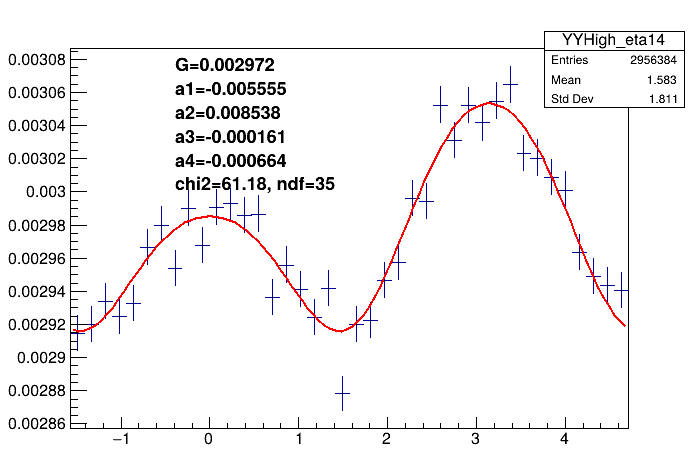 YYHigh_eta14
Entries 2956384
Mean 1.583
Std Dev 1.811
G=0.002972
a1=-0.005555
a2=0.008538
a3=-0.000161
a4=-0.000664
chi2=61.18, ndf=35
0.00308
0.00306
0.00304
0.00302
0.003
0.00298
0.00296
0.00294
0.00292
0.0029
0.00288
0.00286
−1 0 1 2 3 4